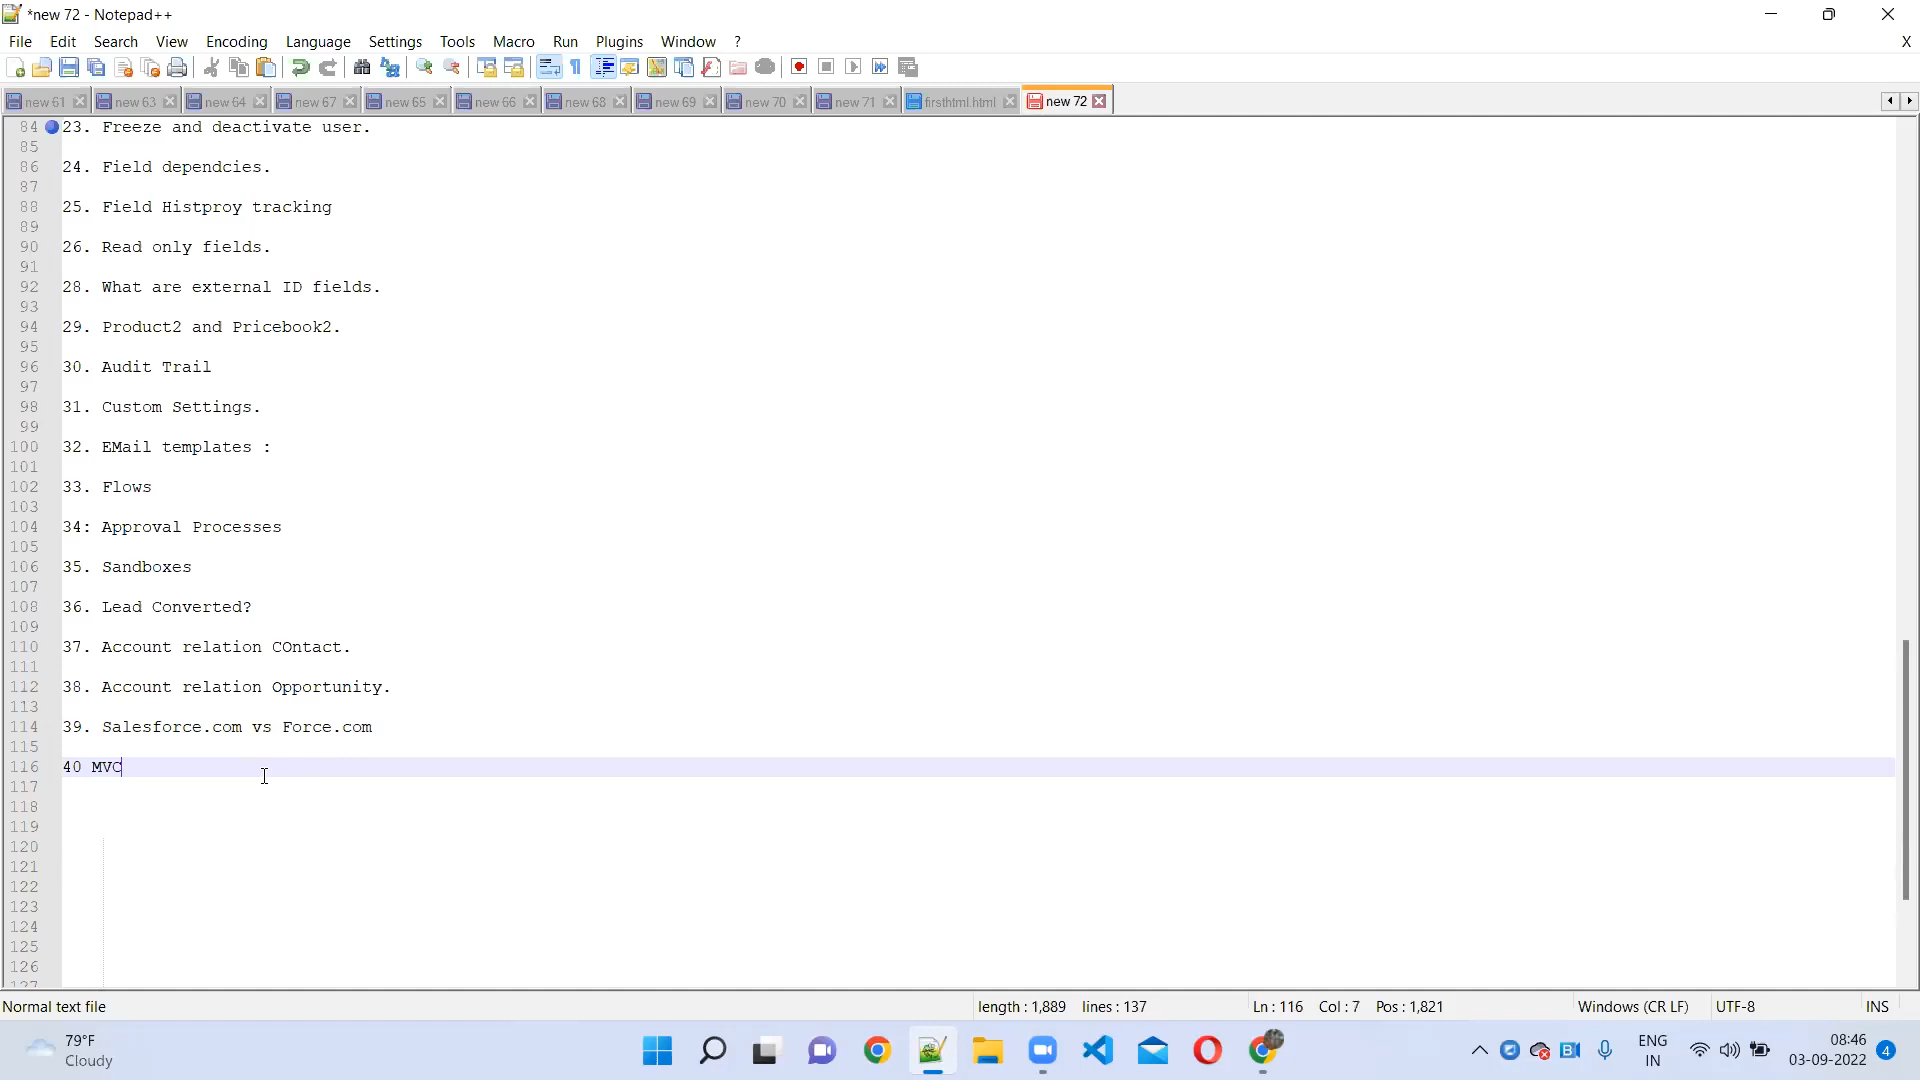 *new 72 - Notepad++
File Edit Search View Encoding Language Settings Tools Macro Run Plugins Window ? X
new 61 new 63 new 64 new 67 new 65 new 66 new 68 new 69 new 70 new 71 firsthtml.html new 72
84 23. Freeze and deactivate user.
85
86 24. Field dependcies.
87
88 25. Field Histproy tracking
89
90 26. Read only fields.
91
92 28. What are external ID fields.
93
94 29. Product2 and Pricebook2.
95
96 30. Audit Trail
97
98 31. Custom Settings.
99
100 32. EMail templates :
101
102 33. Flows
103
104 34: Approval Processes
105
106 35. Sandboxes
107
108 36. Lead Converted?
109
110 37. Account relation COntact.
111
112 38. Account relation Opportunity.
113
114 39. Salesforce.com vs Force.com
115
116 40 MVC
117
118
119
120
121
122
123
124
125
126
127
Normal text file length : 1,889 lines : 137 Ln : 116 Col : 7 Pos : 1,821 Windows (CR LF) UTF-8 INS
79°F
Cloudy
ENG
IN
08:46
03-09-2022
4